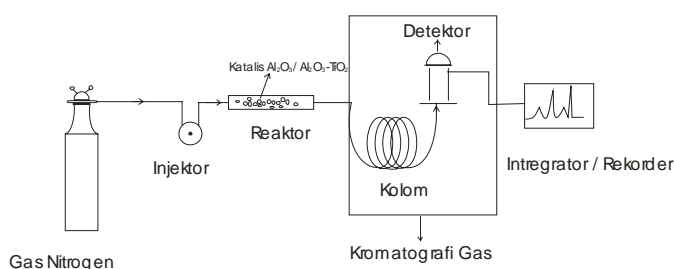 Detektor
Katalis Al₂O₃/ Al₂O₃-TiO₂
Reaktor
Injektor
Kolom
Intregrator / Rekorder
Kromatografi Gas
Gas Nitrogen